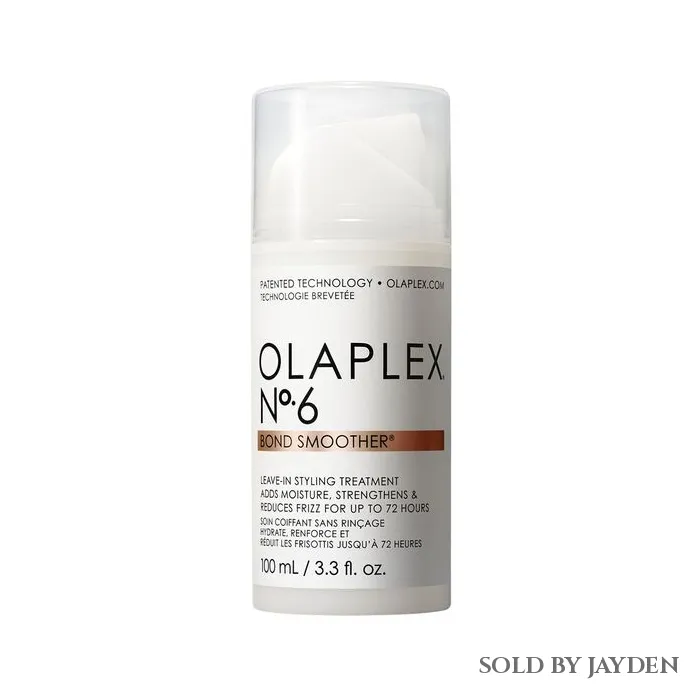 PATENTED TECHNOLOGY • OLAPLEX.COM
TECHNOLOGIE BREVETÉE
OLAPLEX.
Nº.6
BOND SMOOTHER®
LEAVE-IN STYLING TREATMENT
ADDS MOISTURE, STRENGTHENS &
REDUCES FRIZZ FOR UP TO 72 HOURS
SOIN COIFFANT SANS RINÇAGE
HYDRATE, RENFORCE ET
RÉDUIT LES FRISOTTIS JUSQU'À 72 HEURES
100 mL / 3.3 fl. oz.
SOLD BY JAYDEN